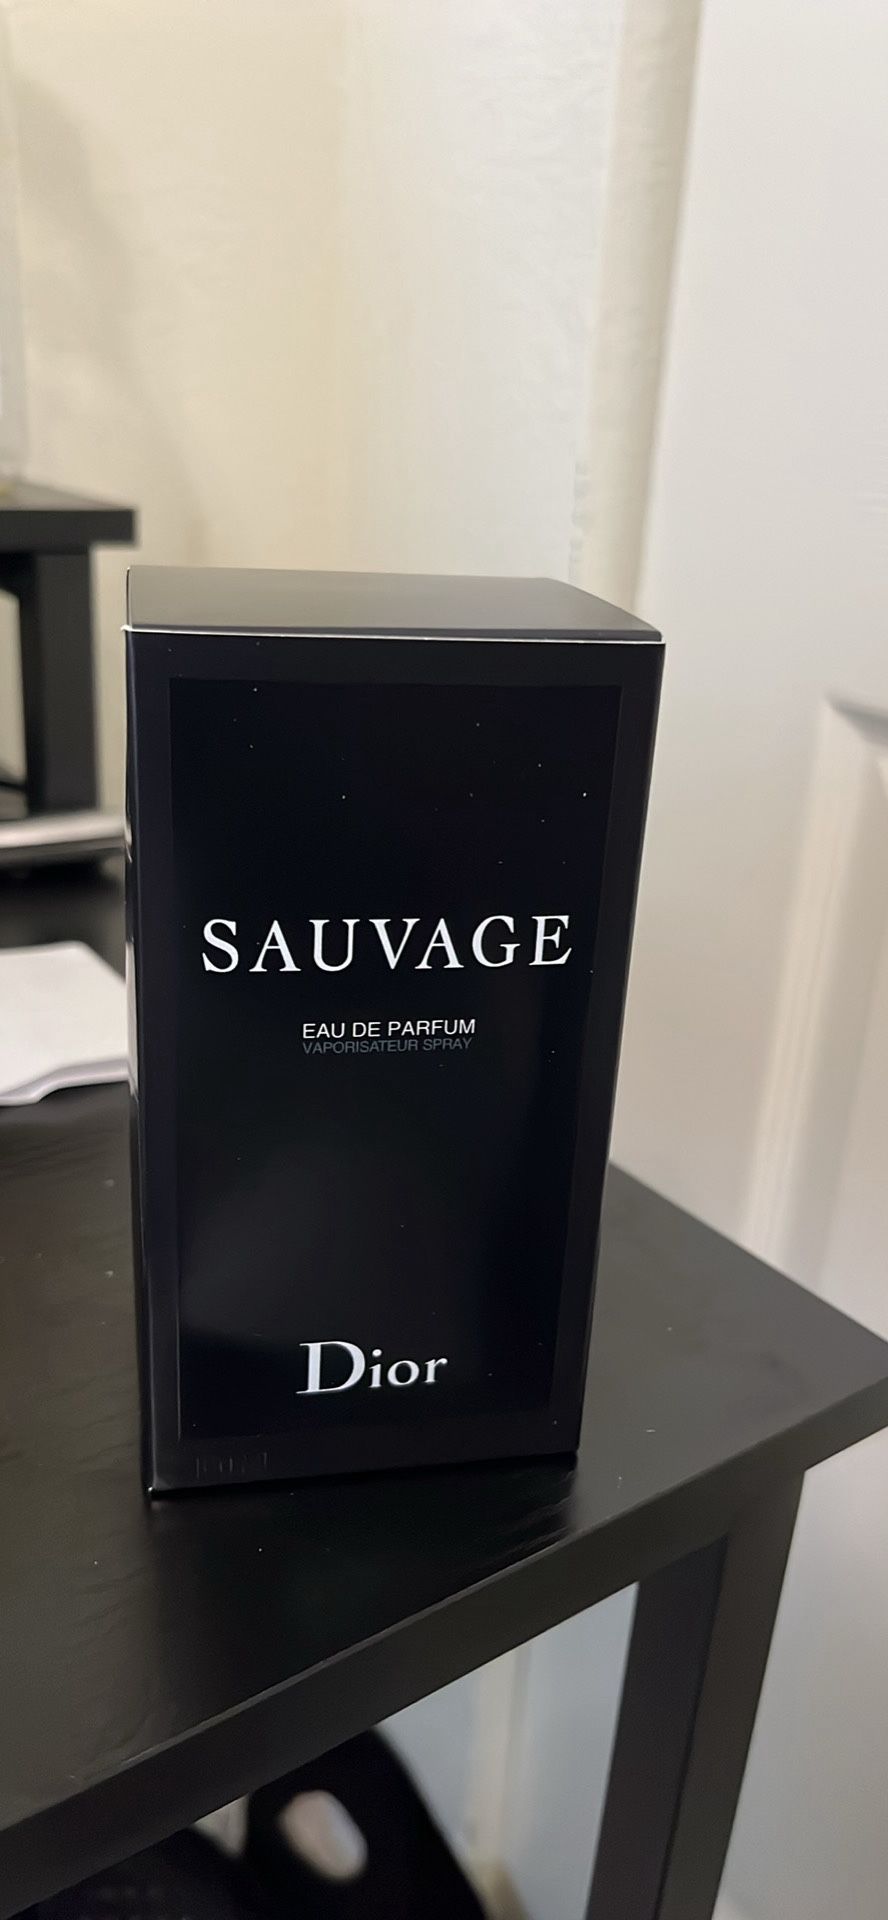 SAUVAGE
EAU DE PARFUM
VAPORISATEUR SPRAY
Dior